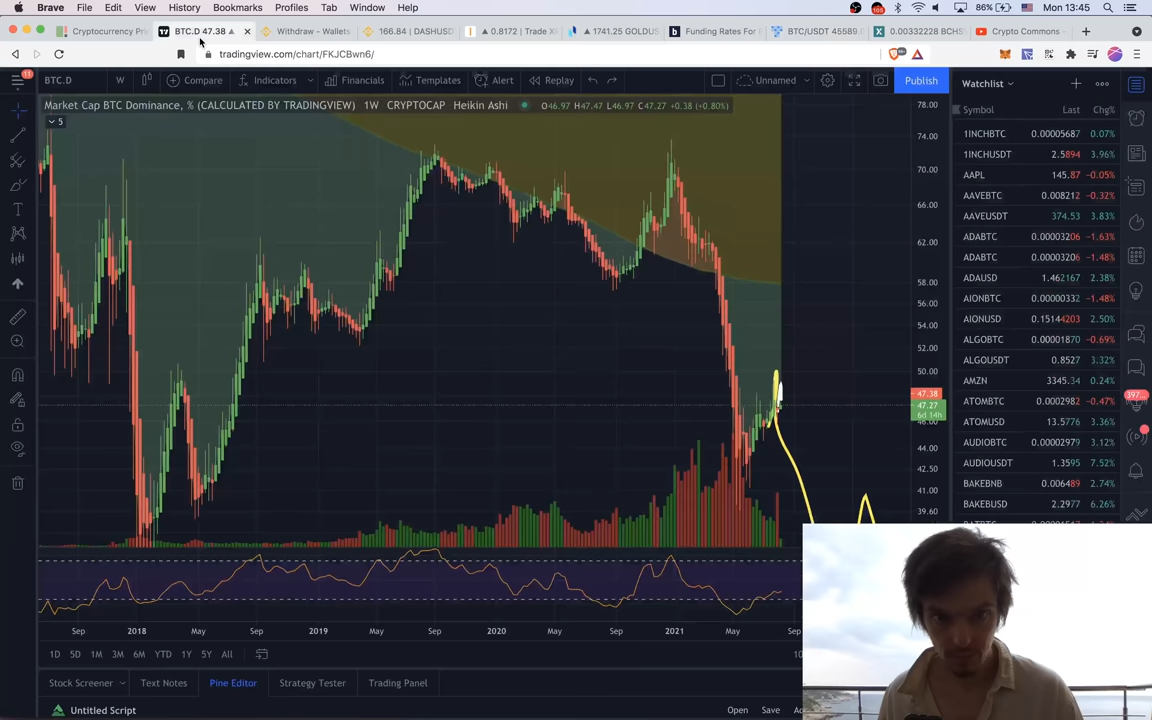 Brave File Edit View History Bookmarks Profiles Tab Window Help 86% Mon 13:45
Cryptocurrency Pri BTC.D 47.38 ▲ × Withdraw - Wallets 166.84 | DASHUSD ▲ 0.8172 | Trade X ▲ 1741.25 GOLDUS Funding Rates For BTC/USDT 45589. 0.00332228 BCHS Crypto Commons +
tradingview.com/chart/FKJCBwn6/
11 BTC.D W Compare Indicators Financials Templates Alert Replay Unnamed Publish Watchlist
Market Cap BTC Dominance, % (CALCULATED BY TRADINGVIEW) 1W CRYPTOCAP Heikin Ashi O46.97 H47.47 L46.97 C47.27 +0.38 (+0.80%)
5
Symbol Last Chg%
1INCHBTC 0.00005687 0.07%
1INCHUSDT 2.5894 3.96%
AAPL 145.87 -0.05%
AAVEBTC 0.008212 -0.32%
AAVEUSDT 374.53 3.83%
ADABTC 0.00003206 -1.63%
ADABTC 0.00003206 -1.48%
ADAUSD 1.462167 2.38%
AIONBTC 0.00000332 -1.48%
AIONUSD 0.15144203 2.50%
ALGOBTC 0.00001870 -0.69%
ALGOUSDT 0.8527 3.32%
AMZN 3345.34 0.24%
ATOMBTC 0.0002982 -0.47%
ATOMUSD 13.5776 3.36%
AUDIOBTC 0.00002979 3.12%
AUDIOUSDT 1.3595 7.52%
BAKEBNB 0.006489 2.74%
BAKEBUSD 2.2977 6.26%
397
78.00
74.00
70.00
66.00
62.00
58.00
56.00
54.00
52.00
50.00
47.38
47.27
6d 14h
46.00
44.00
42.50
41.00
39.60
Sep 2018 May Sep 2019 May Sep 2020 May Sep 2021 May Sep
1D 5D 1M 3M 6M YTD 1Y 5Y All
Stock Screener Text Notes Pine Editor Strategy Tester Trading Panel
Untitled Script Open Save